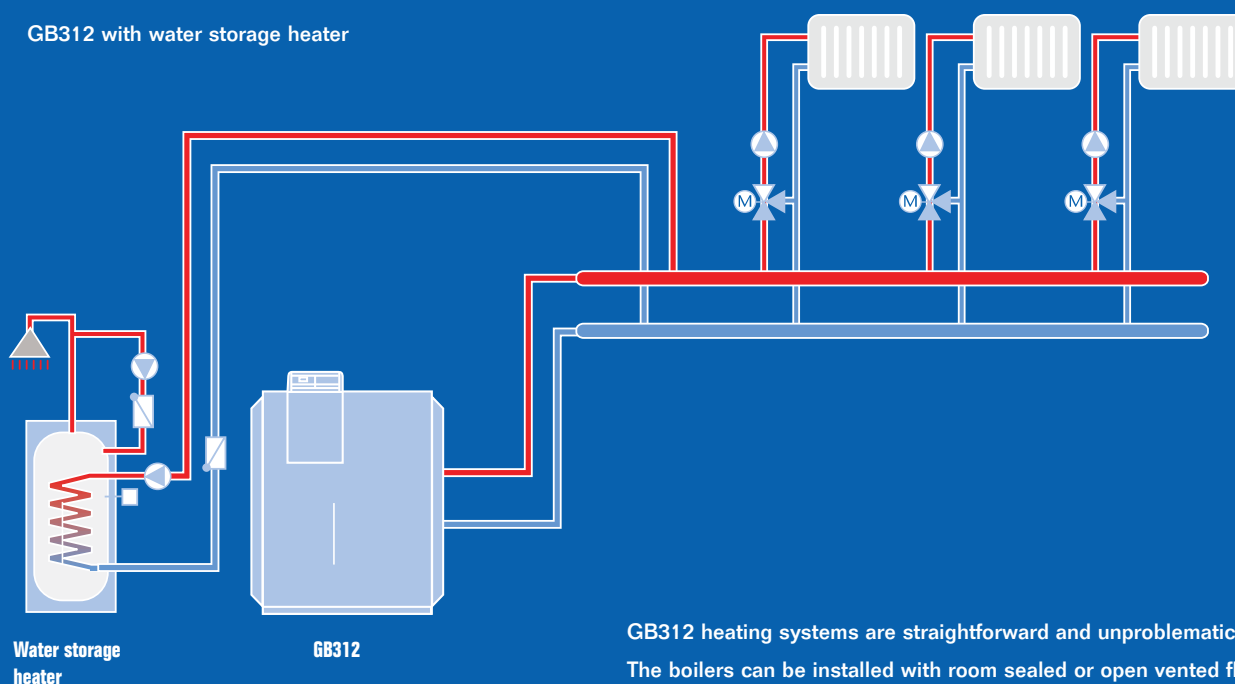 GB312 with water storage heater
M
M
M
Water storage
heater
GB312
GB312 heating systems are straightforward and unproblematic
The boilers can be installed with room sealed or open vented